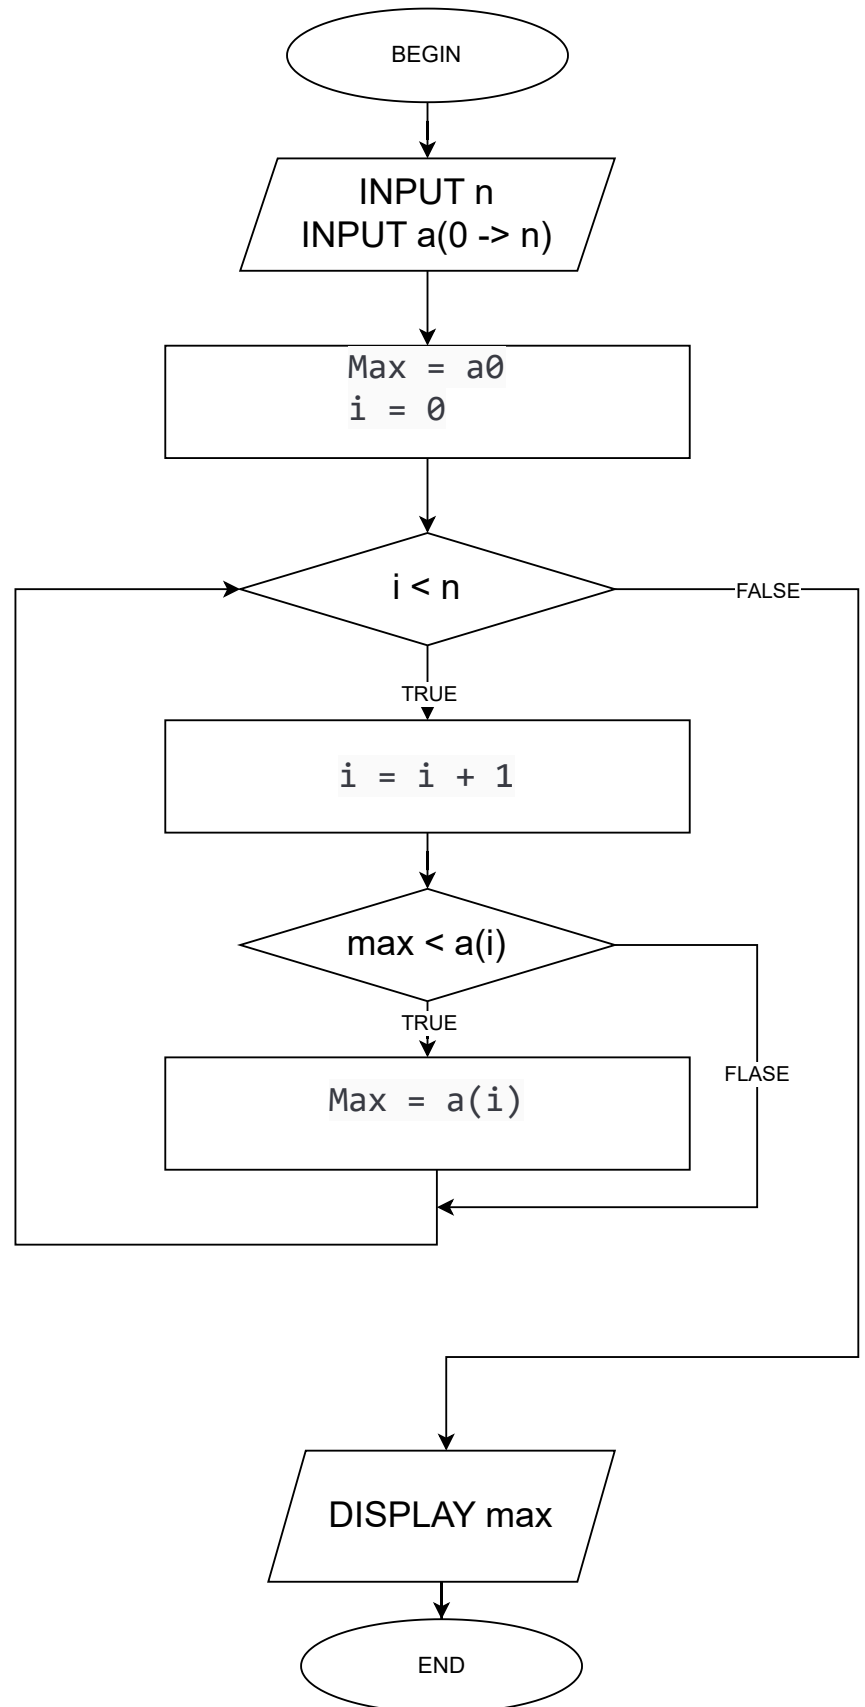 BEGIN
INPUT n
INPUT a(0 -> n)
Max = a0
i = 0
i < n
FALSE
TRUE
i = i + 1
max < a(i)
TRUE
FLASE
Max = a(i)
DISPLAY max
END